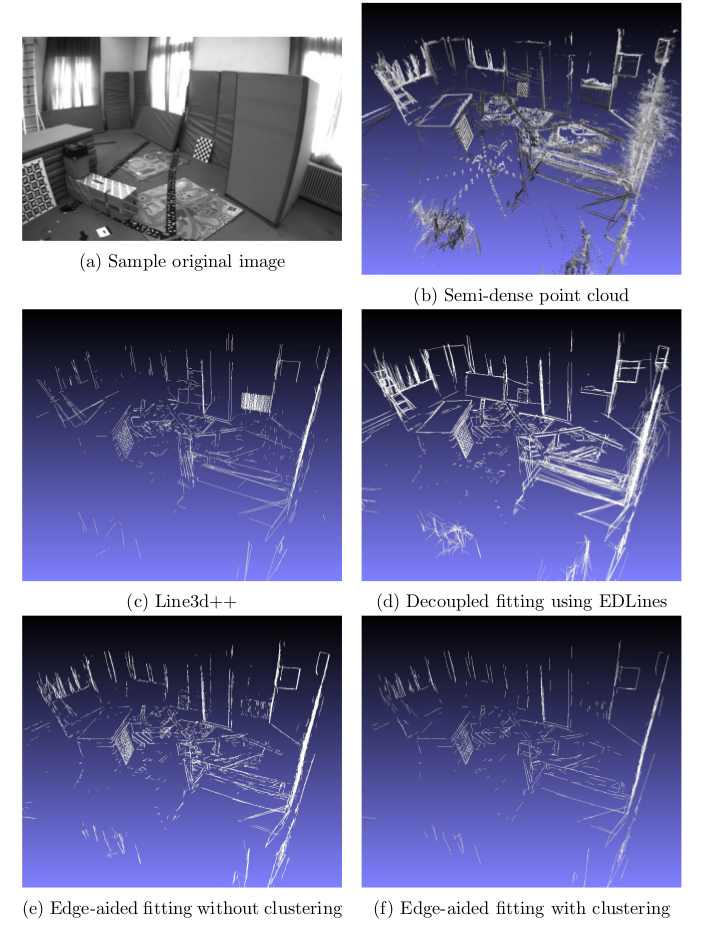 (a) Sample original image
(b) Semi-dense point cloud
(c) Line3d++
(d) Decoupled fitting using EDLines
(e) Edge-aided fitting without clustering
(f) Edge-aided fitting with clustering